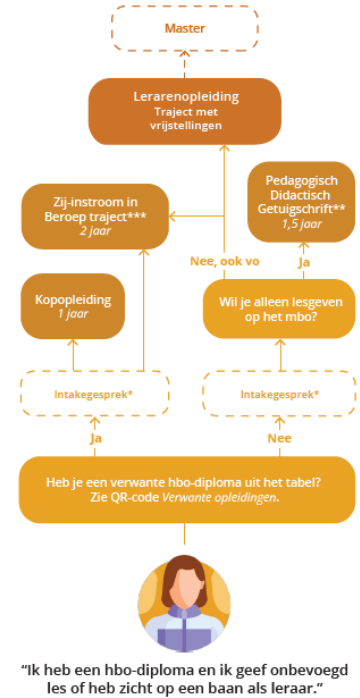 Master
Lerarenopleiding
Traject met
vrijstellingen
Zij-instroom in
Beroep traject***
2 jaar
Pedagogisch
Didactisch
Getuigschrift**
1,5 jaar
Nee, ook vo
Ja
Kopopleiding
1 jaar
Wil je alleen lesgeven
op het mbo?
Intakegesprek*
Intakegesprek*
Ja
Nee
Heb je een verwante hbo-diploma uit het tabel?
Zie QR-code Verwante opleidingen.
“Ik heb een hbo-diploma en ik geef onbevoegd
les of heb zicht op een baan als leraar.”